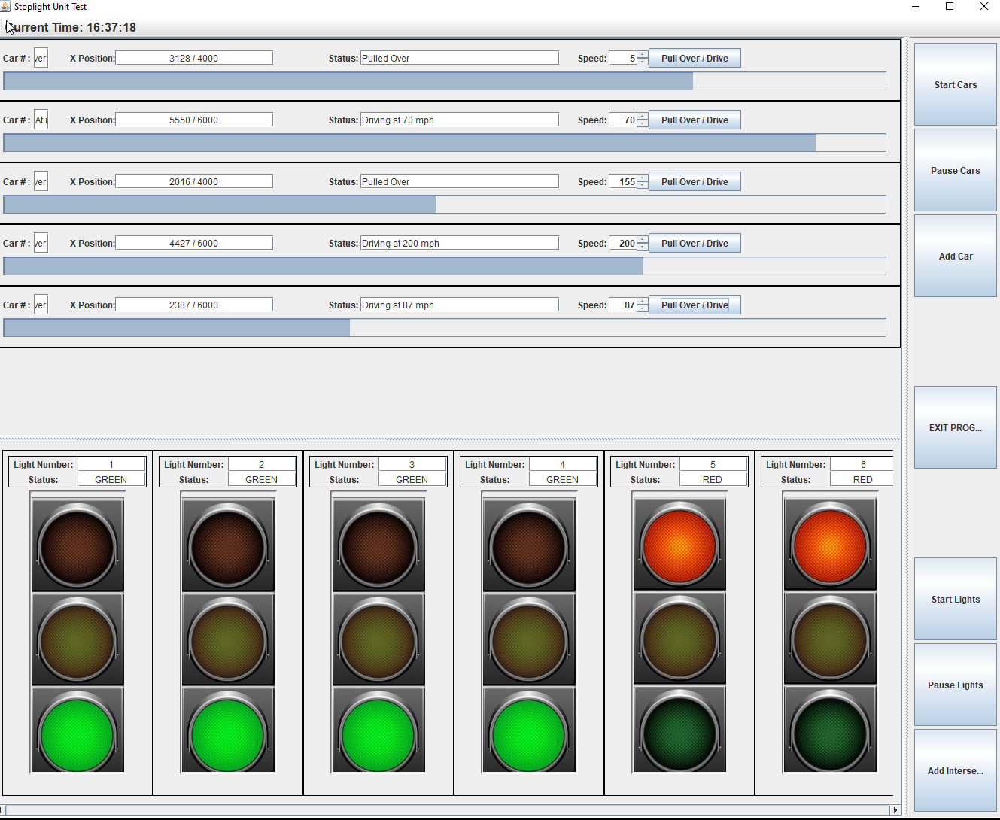 Stoplight Unit Test
Current Time: 16:37:18
Car # : ver X Position: 3128 / 4000 Status: Pulled Over Speed: 5 Pull Over / Drive
Car # : At X Position: 5550 / 6000 Status: Driving at 70 mph Speed: 70 Pull Over / Drive
Car # : ver X Position: 2016 / 4000 Status: Pulled Over Speed: 155 Pull Over / Drive
Car # : ver X Position: 4427 / 6000 Status: Driving at 200 mph Speed: 200 Pull Over / Drive
Car # : ver X Position: 2387 / 6000 Status: Driving at 87 mph Speed: 87 Pull Over / Drive
Start Cars
Pause Cars
Add Car
EXIT PROG...
Start Lights
Pause Lights
Add Interse...
Light Number: 1
Status: GREEN
Light Number: 2
Status: GREEN
Light Number: 3
Status: GREEN
Light Number: 4
Status: GREEN
Light Number: 5
Status: RED
Light Number: 6
Status: RED